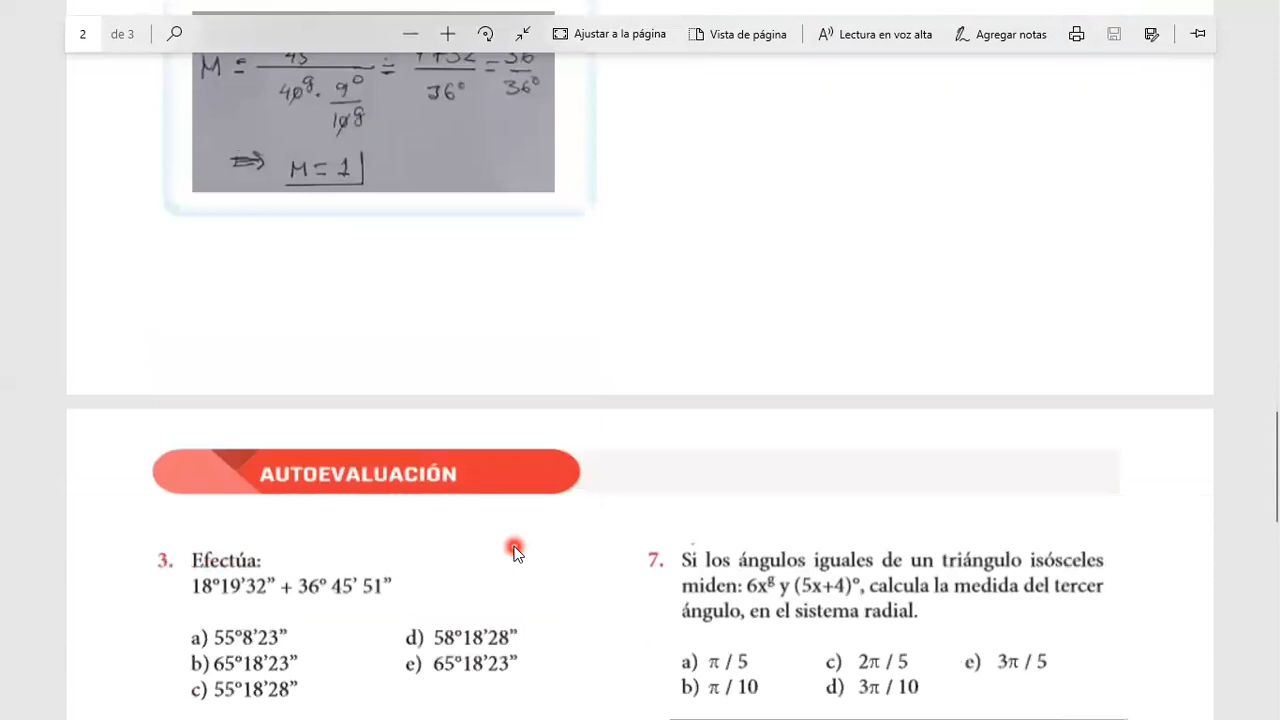 2 de 3 Ajustar a la página Vista de página Lectura en voz alta Agregar notas
M =
40g . 9° = 36° = 36°
10g
⇒ M = 1
AUTOEVALUACIÓN
3. Efectúa:
18°19’32” + 36° 45’ 51”
a) 55°8’23” d) 58°18’28”
b) 65°18’23” e) 65°18’23”
c) 55°18’28”
7. Si los ángulos iguales de un triángulo isósceles
miden: 6xᵍ y (5x+4)°, calcula la medida del tercer
ángulo, en el sistema radial.
a) π / 5 c) 2π / 5 e) 3π / 5
b) π / 10 d) 3π / 10